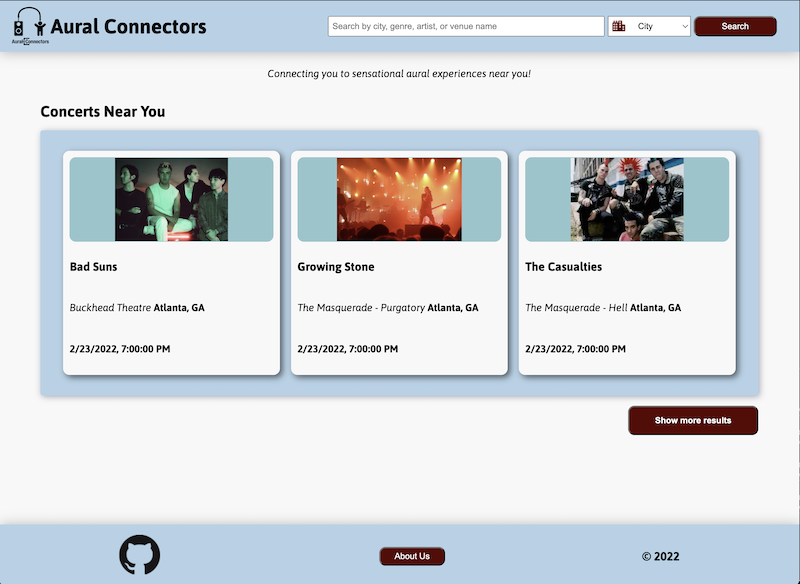 Aural Connectors
Aural Connectors
Search by city, genre, artist, or venue name
City
Search
Connecting you to sensational aural experiences near you!
Concerts Near You
Bad Suns
Buckhead Theatre Atlanta, GA
2/23/2022, 7:00:00 PM
Growing Stone
The Masquerade - Purgatory Atlanta, GA
2/23/2022, 7:00:00 PM
The Casualties
The Masquerade - Hell Atlanta, GA
2/23/2022, 7:00:00 PM
Show more results
About Us
© 2022